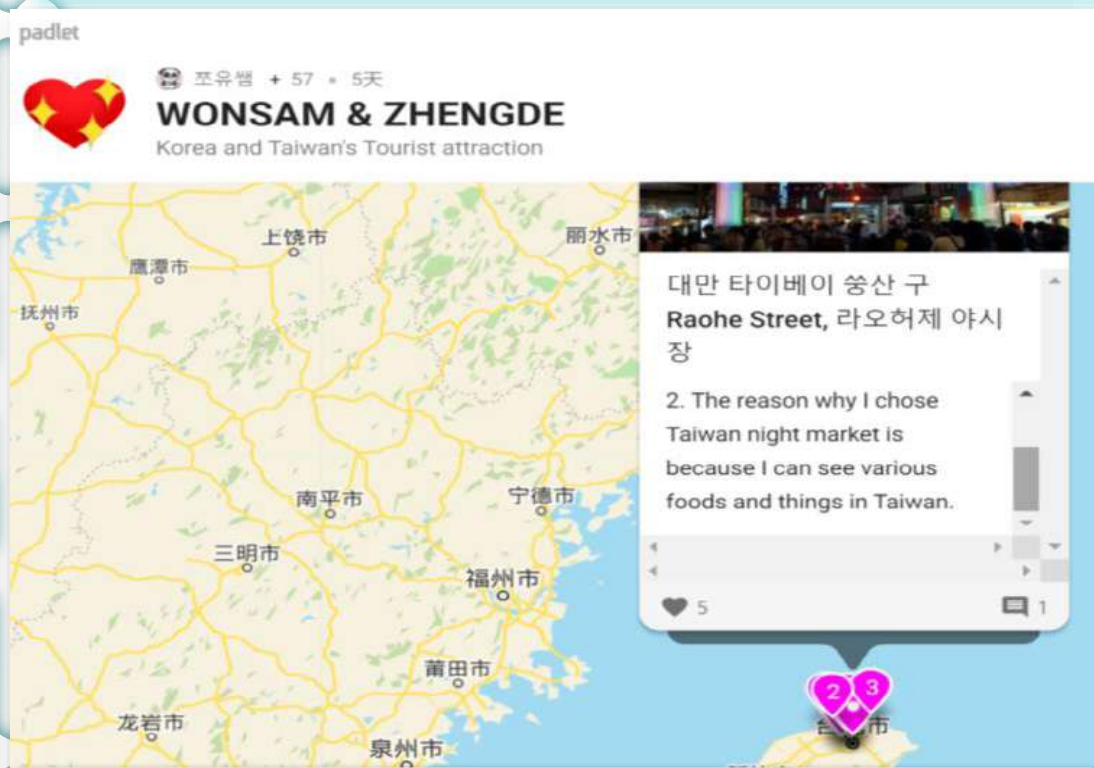 padlet
쪼유쌤 + 57 • 5天
WONSAM & ZHENGDE
Korea and Taiwan's Tourist attraction
上饶市
丽水市
鹰潭市
抚州市
대만 타이베이 쑹산 구
Raohe Street, 라오허제 야시
장
2. The reason why I chose
Taiwan night market is
because I can see various
foods and things in Taiwan.
南平市
宁德市
三明市
福州市
5
1
莆田市
2
3
龙岩市
泉州市